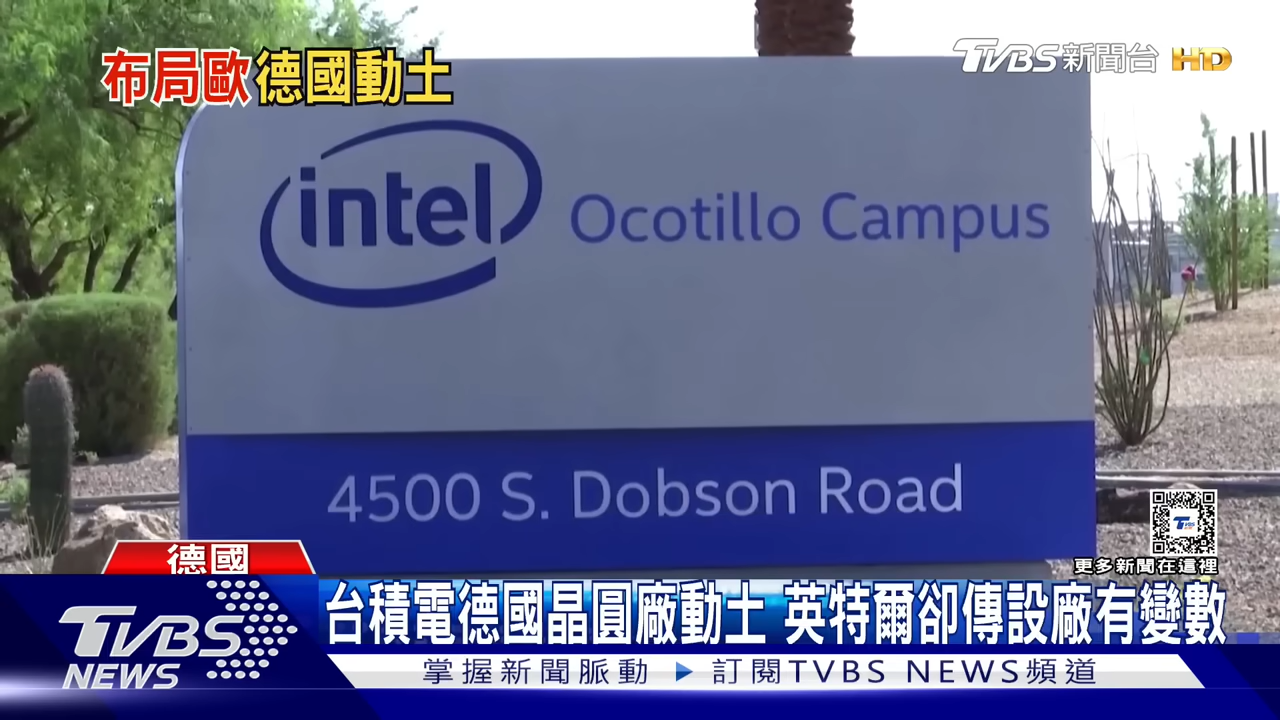 布局歐 德國動土
TVBS新聞台 HD
intel
Ocotillo Campus
4500 S. Dobson Road
TVBS
更多新聞在這裡
德國
台積電德國晶圓廠動土 英特爾卻傳設廠有變數
TVBS
NEWS
掌握新聞脈動 ▶ 訂閱TVBS NEWS頻道